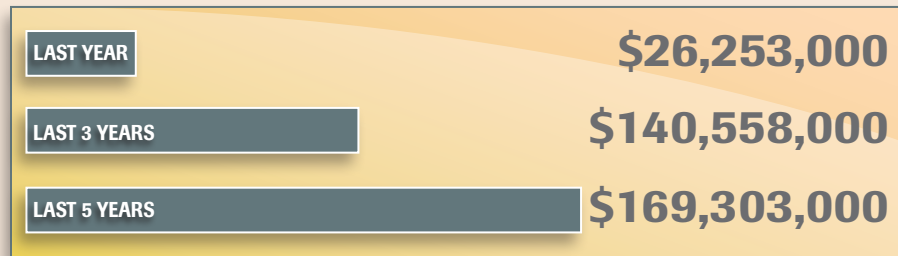 LAST YEAR $26,253,000
LAST 3 YEARS $140,558,000
LAST 5 YEARS $169,303,000